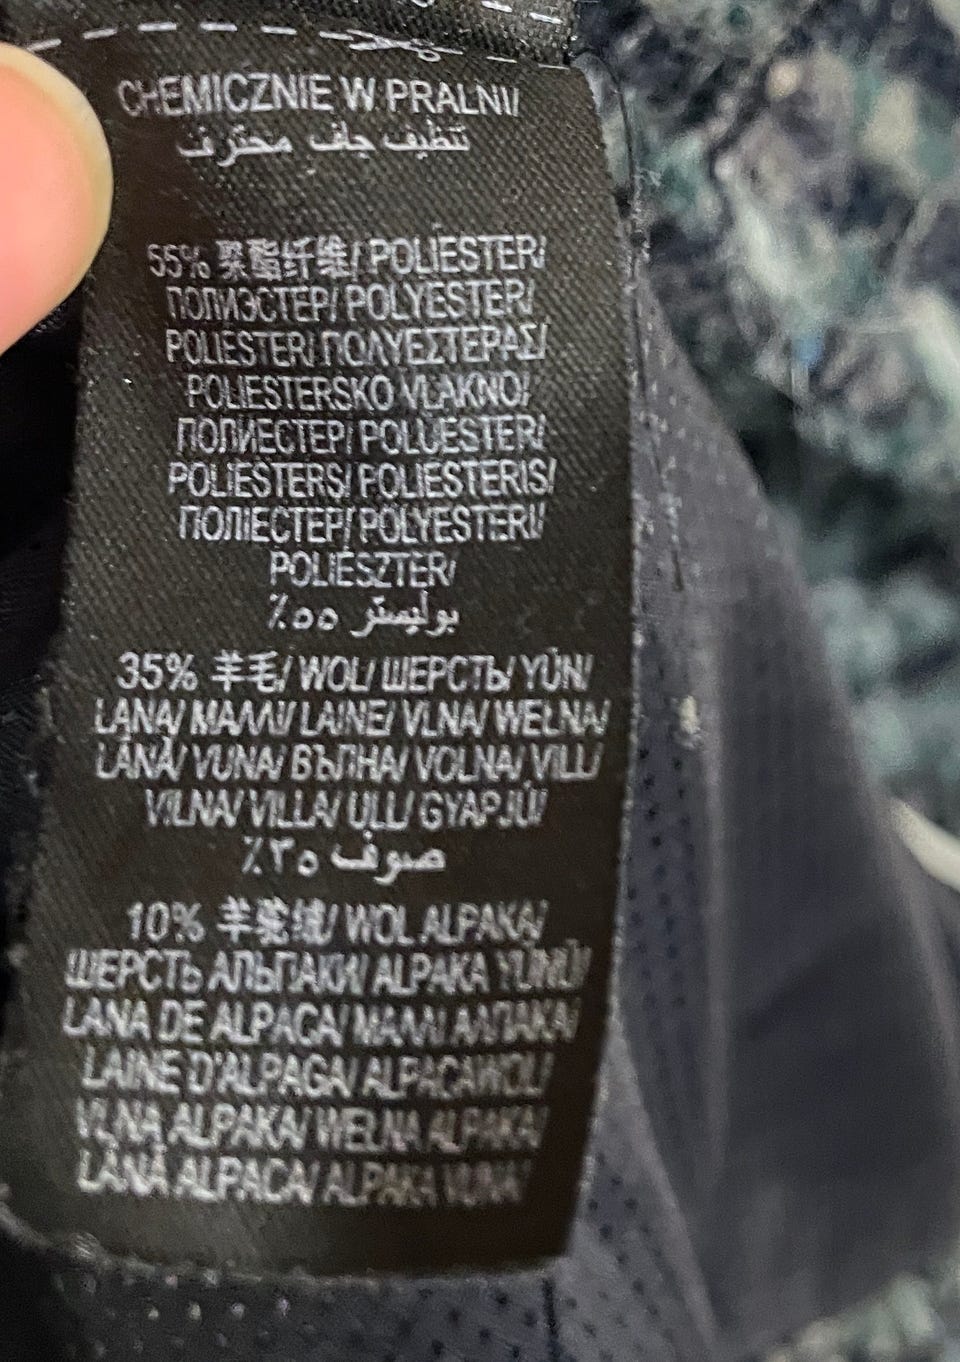 CHEMICZNIE W PRALNI/
تنظيف جاف محترف
55% 聚酯纤维/ POLIESTER/
ПОЛИЭСТЕР/ POLYESTER/
POLIESTER/ ΠΟΛΥΕΣΤΕΡΑΣ/
POLIESTERSKO VLAKNO/
ПОЛИЕСТЕР/ POLUESTER/
POLIESTERS/ POLIESTERIS/
ПОЛІЕСТЕР/ POLYESTERI/
POLIESZTER/
بوليستر ٥٥٪
35% 羊毛/ WOL/ ШЕРСТЬ/ YÜN/
LANA/ ΜΑΛΛΙ/ LAINE/ VLNA/ WEŁNA/
LÂNĂ/ VUNA/ ВЪЛНА/ VOLNA/ VILL/
VILNA/ VILLA/ ULL/ GYAPJÚ/
صوف ٣٥٪
10% 羊驼绒/ WOL ALPAKA/
ШЕРСТЬ АЛЬПАКИ/ ALPAKA YÜNÜ/
LANA DE ALPACA/ ΜΑΛΛΙ ΑΛΠΑΚΑ/
LAINE D'ALPAGA/ ALPACAWOL/
VLNA ALPAKA/ WEŁNA ALPAKA/
LÂNĂ ALPACA/ ALPAKA VUNA/